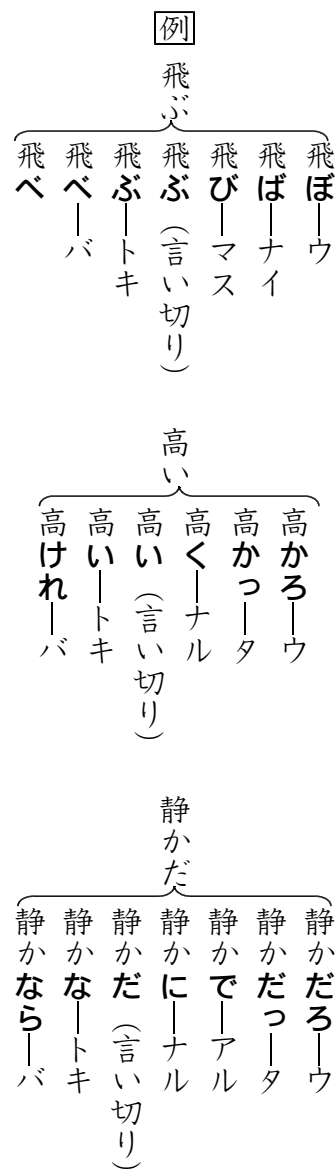 例
飛ぶ
飛ぼ―ウ
飛ば―ナイ
飛び―マス
飛ぶ（言い切り）
飛ぶ―トキ
飛べ―バ
飛べ
高い
高かろ―ウ
高かっ―タ
高く―ナル
高い（言い切り）
高い―トキ
高けれ―バ
静かだ
静かだろ―ウ
静かだっ―タ
静かで―アル
静かに―ナル
静かだ（言い切り）
静かな―トキ
静かなら―バ